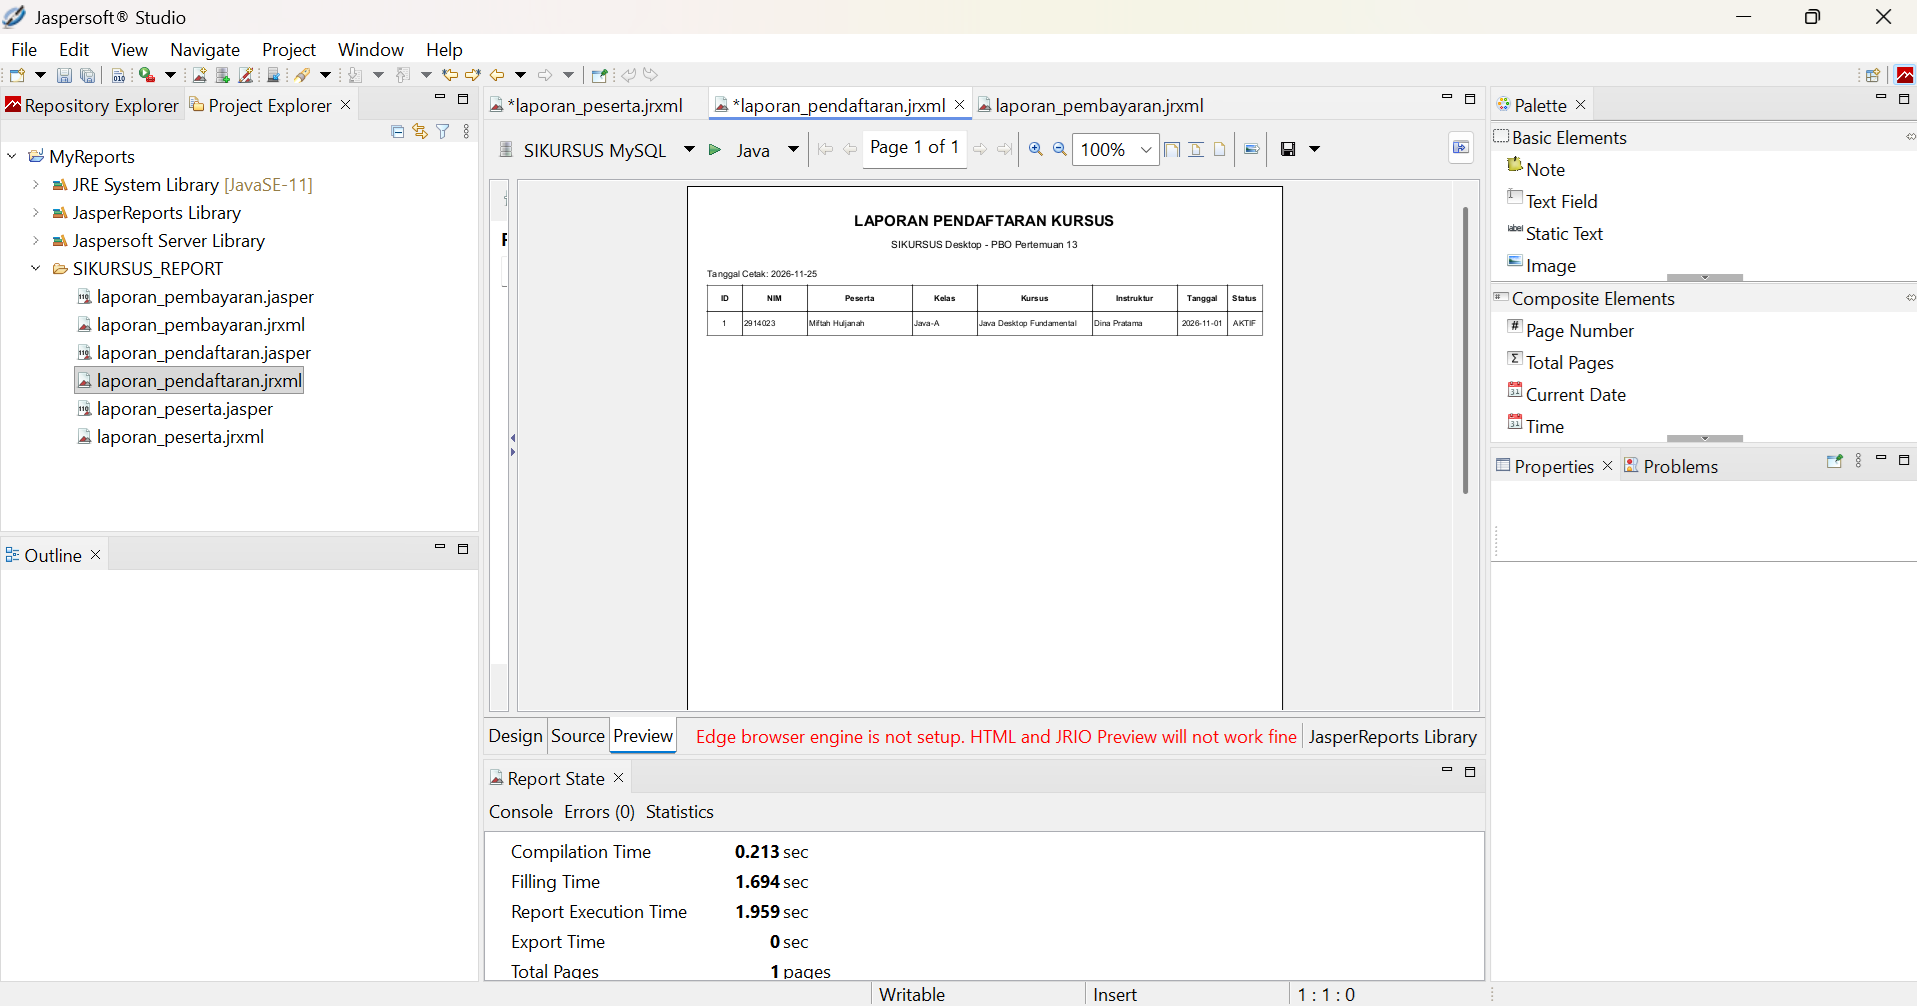 Jaspersoft® Studio
File Edit View Navigate Project Window Help
Repository Explorer Project Explorer
MyReports
JRE System Library [JavaSE-11]
JasperReports Library
Jaspersoft Server Library
SIKURSUS_REPORT
laporan_pembayaran.jasper
laporan_pembayaran.jrxml
laporan_pendaftaran.jasper
laporan_pendaftaran.jrxml
laporan_peserta.jasper
laporan_peserta.jrxml
Outline
*laporan_peserta.jrxml *laporan_pendaftaran.jrxml laporan_pembayaran.jrxml
SIKURSUS MySQL Java Page 1 of 1 100%
LAPORAN PENDAFTARAN KURSUS
SIKURSUS Desktop - PBO Pertemuan 13
Tanggal Cetak: 2026-11-25
ID NIM Peserta Kelas Kursus Instruktur Tanggal Status
1 2914023 Miftah Huljanah Java-A Java Desktop Fundamental Dina Pratama 2026-11-01 AKTIF
Design Source Preview Edge browser engine is not setup. HTML and JRIO Preview will not work fine JasperReports Library
Report State
Console Errors (0) Statistics
Compilation Time 0.213 sec
Filling Time 1.694 sec
Report Execution Time 1.959 sec
Export Time 0 sec
Total Pages 1 pages
Palette
Basic Elements
Note
Text Field
Static Text
Image
Composite Elements
Page Number
Total Pages
Current Date
Time
Properties Problems
Writable Insert 1 : 1 : 0